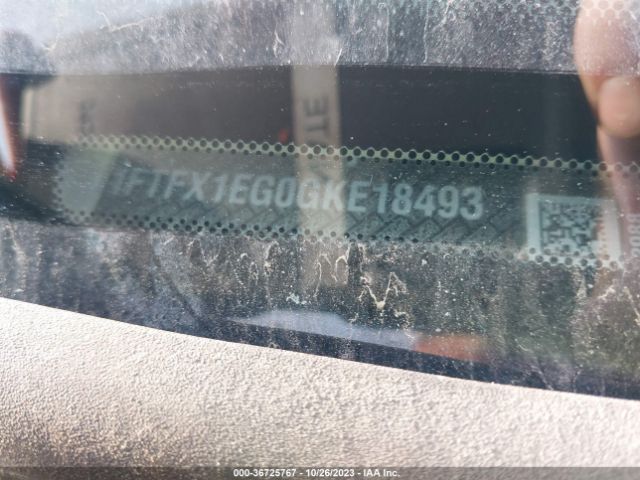 1FTFX1EG0GKE18493
000-36725767 - 10/26/2023 - IAA Inc.